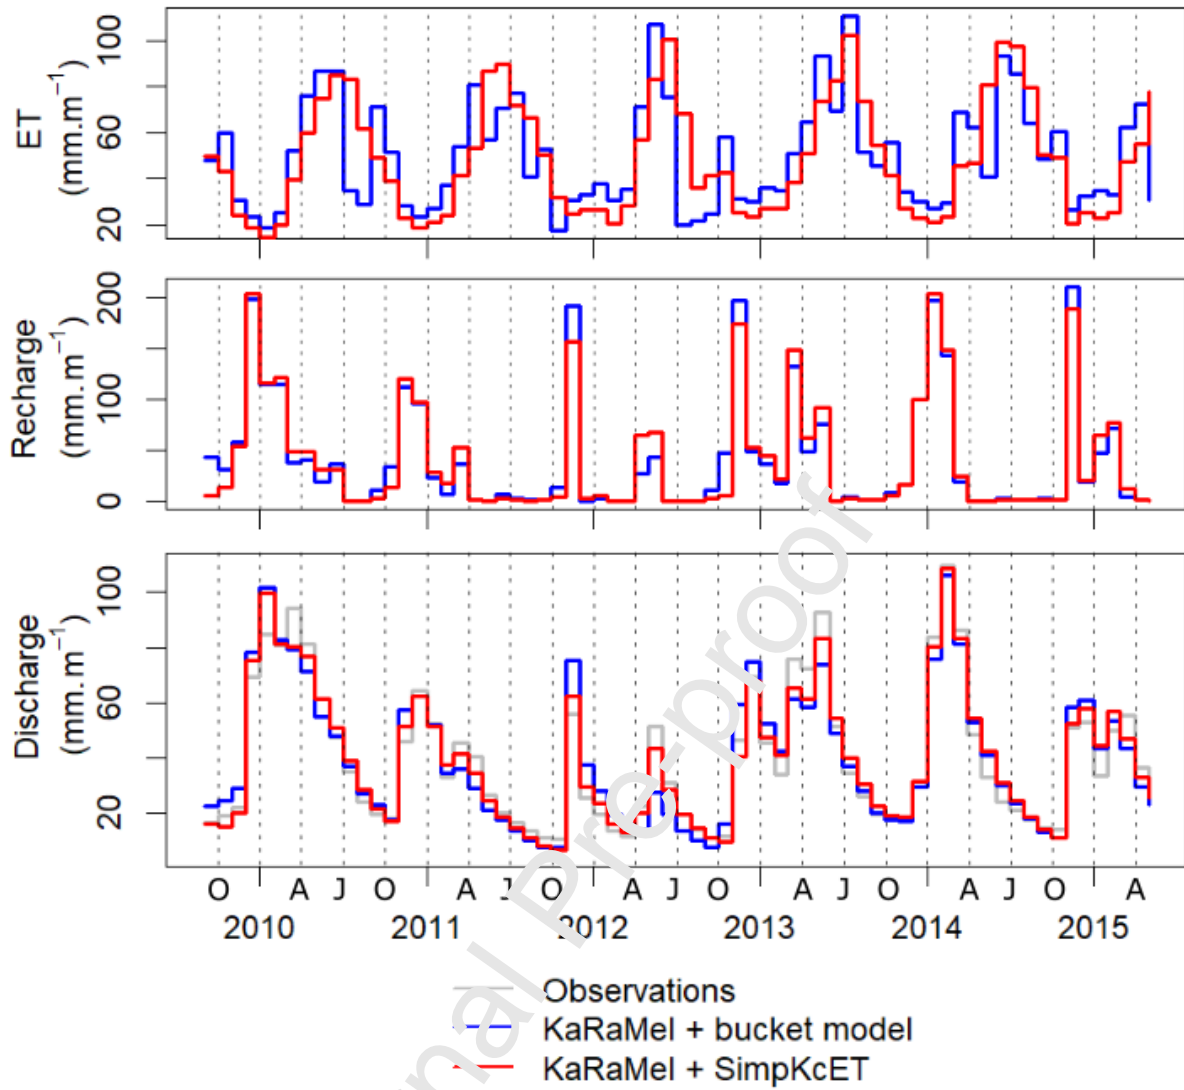 ET
(mm.m⁻¹)
100
60
20
Recharge
(mm.m⁻¹)
200
100
0
Discharge
(mm.m⁻¹)
100
60
20
O A J O A J O A J O A J O A J O A
2010 2011 2012 2013 2014 2015
Observations
KaRaMel + bucket model
KaRaMel + SimpKcET
nal Pre-proof